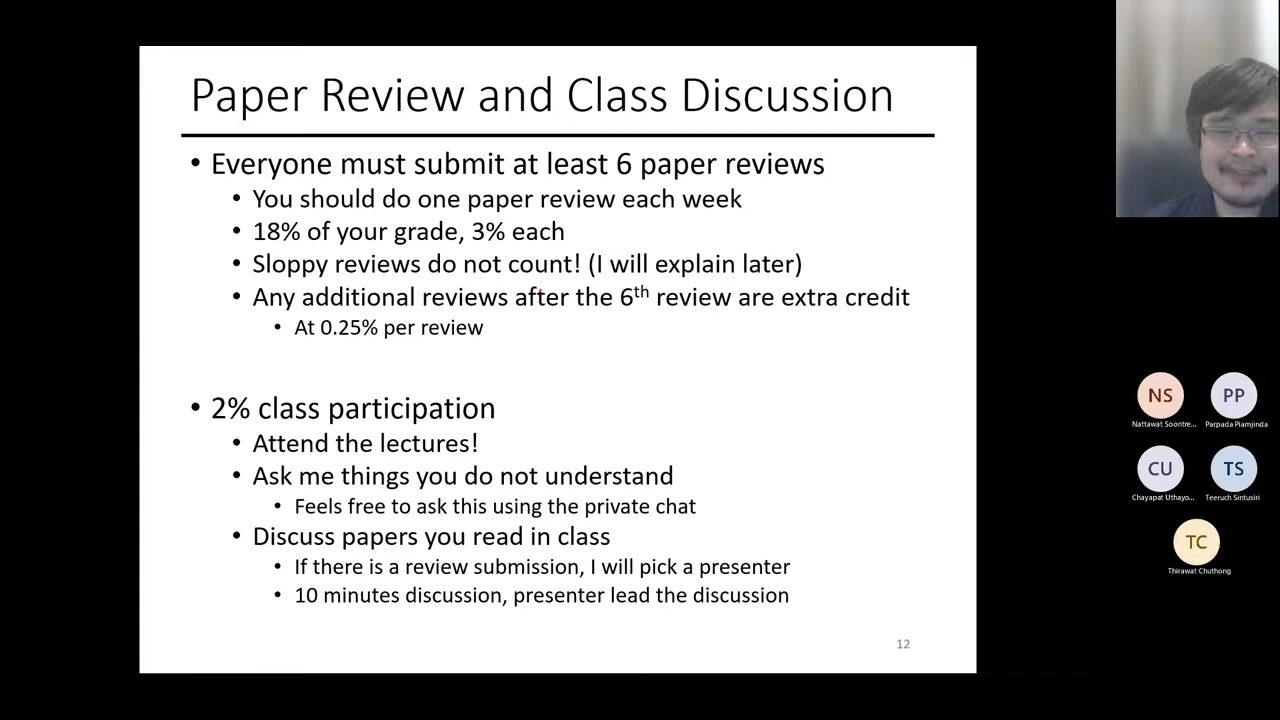 Paper Review and Class Discussion
• Everyone must submit at least 6 paper reviews
• You should do one paper review each week
• 18% of your grade, 3% each
• Sloppy reviews do not count! (I will explain later)
• Any additional reviews after the 6th review are extra credit
• At 0.25% per review
• 2% class participation
• Attend the lectures!
• Ask me things you do not understand
• Feels free to ask this using the private chat
• Discuss papers you read in class
• If there is a review submission, I will pick a presenter
• 10 minutes discussion, presenter lead the discussion
12
NS
PP
Nattawat Soontre...
Parpada Piamjinda
CU
TS
Chayapat Uthayo...
Teeruch Sintusiri
TC
Thirawat Chuthong